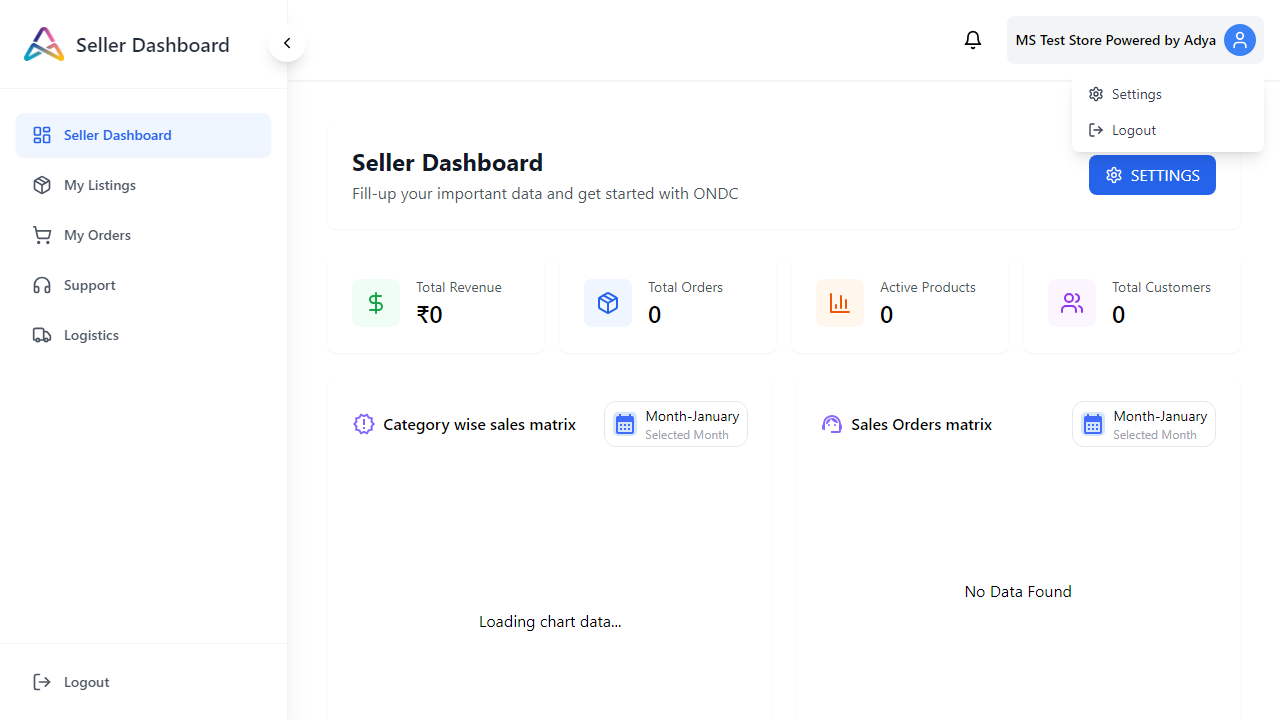 Seller Dashboard
MS Test Store Powered by Adya
Settings
Logout
Seller Dashboard
My Listings
My Orders
Support
Logistics
Logout
Seller Dashboard
Fill-up your important data and get started with ONDC
SETTINGS
Total Revenue
₹0
Total Orders
0
Active Products
0
Total Customers
0
Category wise sales matrix
Month-January
Selected Month
Loading chart data...
Sales Orders matrix
Month-January
Selected Month
No Data Found